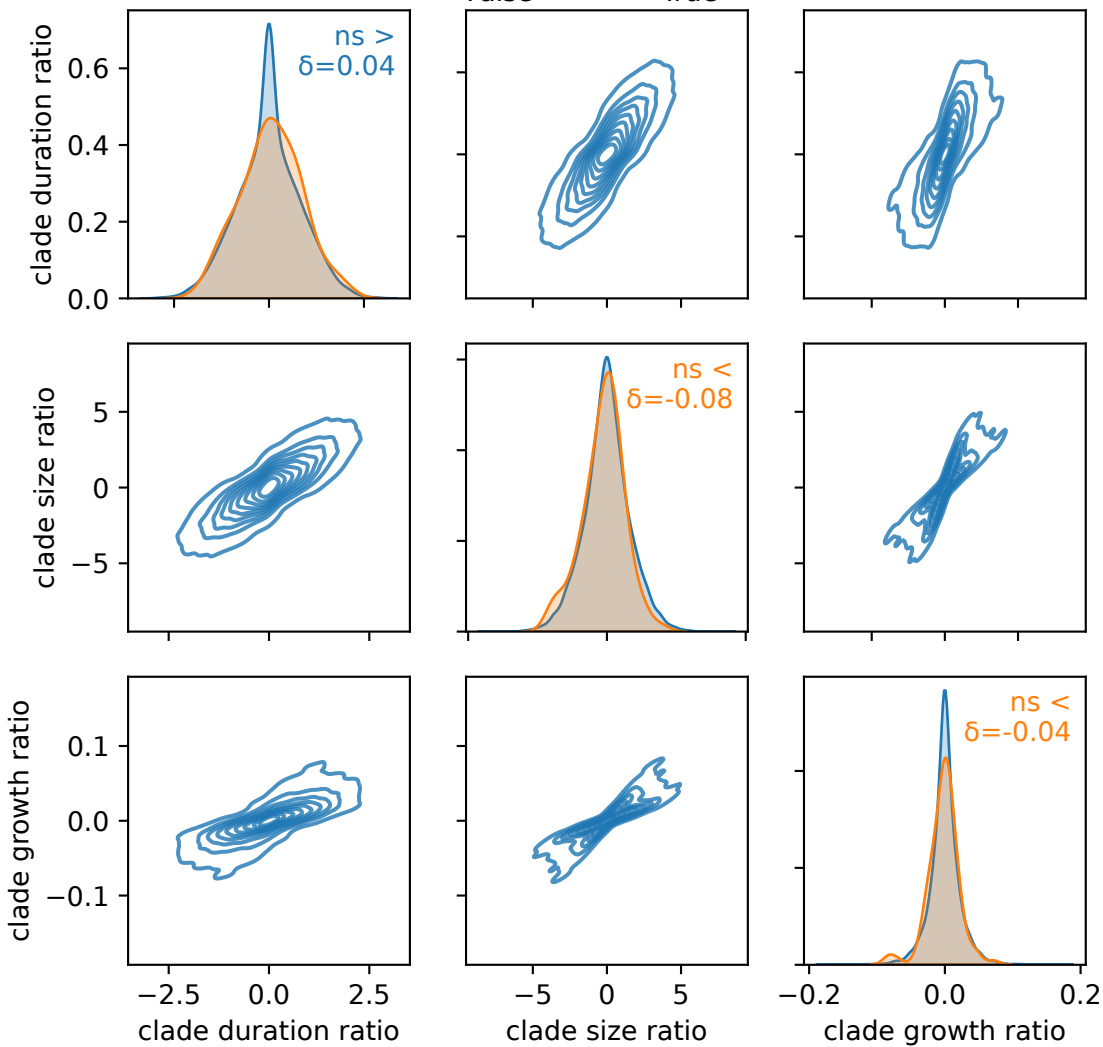 clade duration ratio
0.6
0.4
0.2
0.0
ns >
δ=0.04
clade size ratio
5
0
−5
ns <
δ=-0.08
clade growth ratio
0.1
0.0
−0.1
ns <
δ=-0.04
−2.5 0.0 2.5
−5 0 5
−0.2 0.0 0.2
clade duration ratio
clade size ratio
clade growth ratio